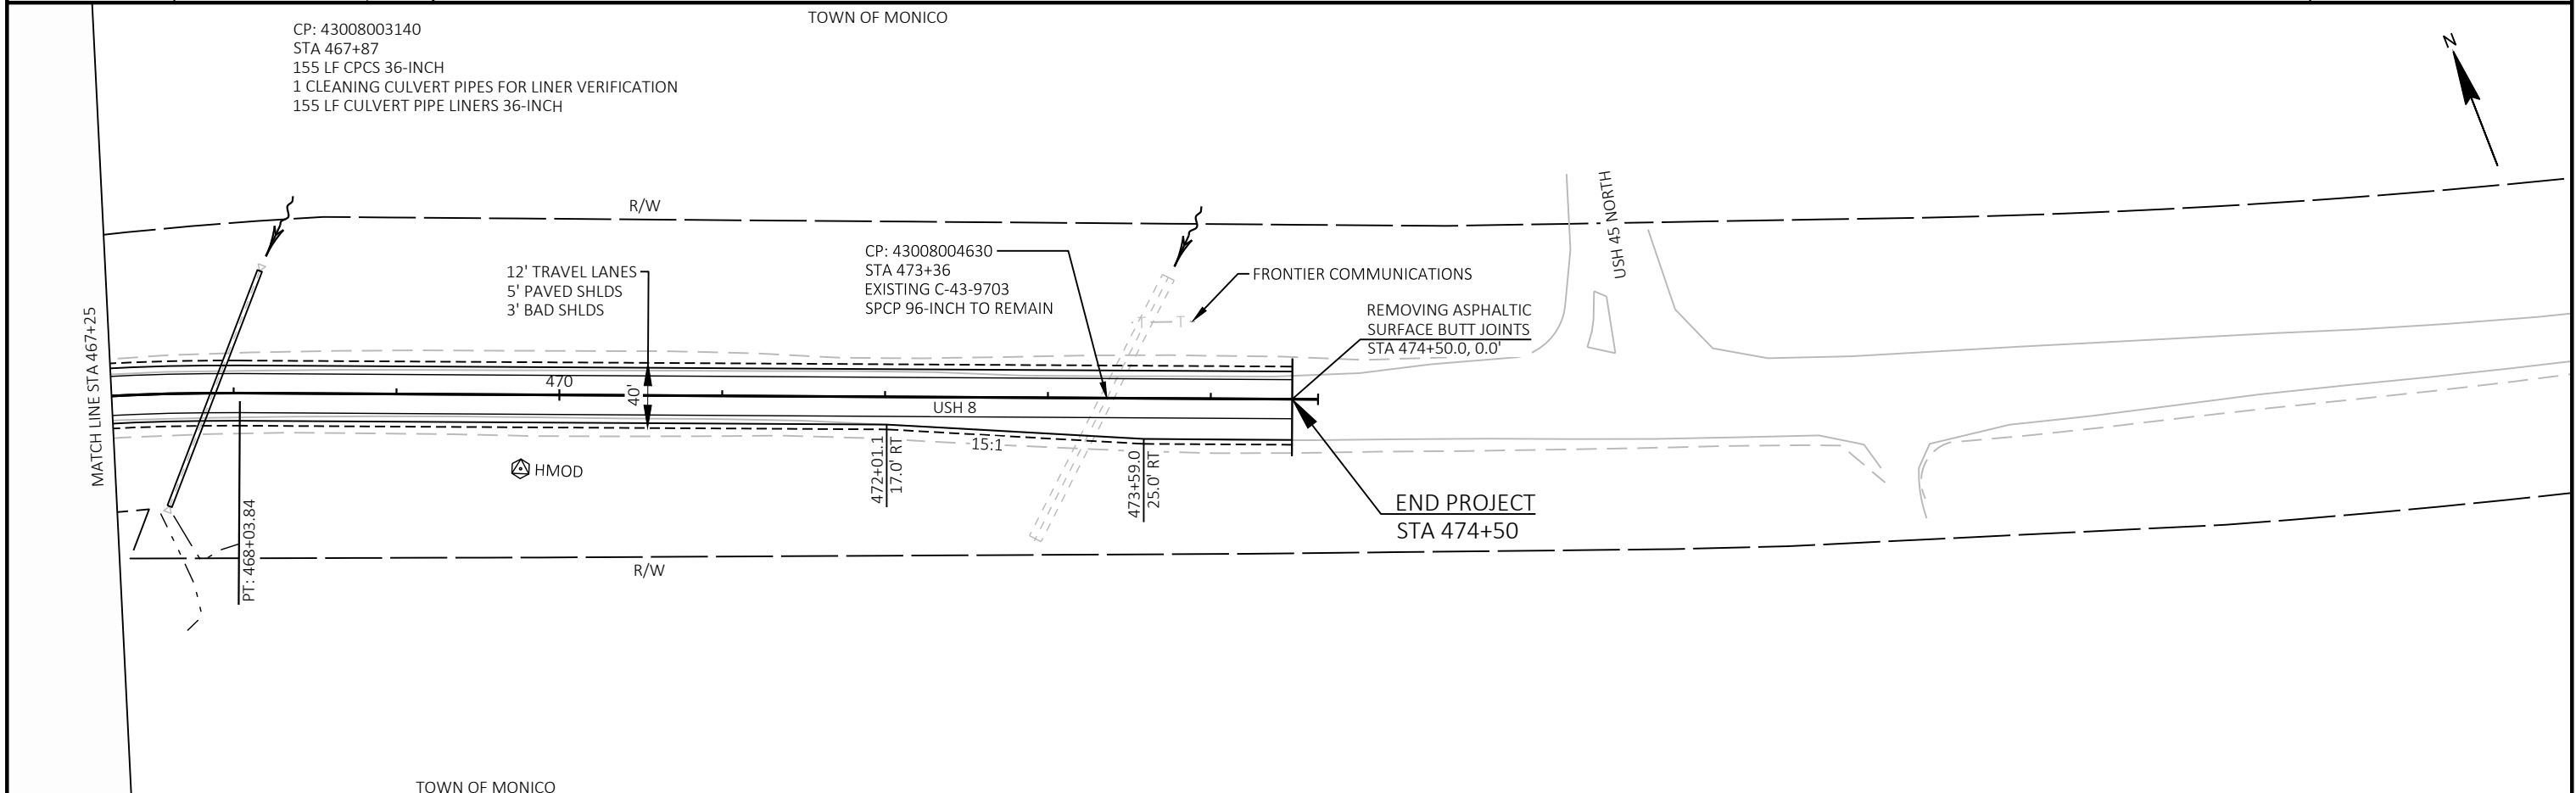 TOWN OF MONICO
CP: 43008003140
STA 467+87
155 LF CPCS 36-INCH
1 CLEANING CULVERT PIPES FOR LINER VERIFICATION
155 LF CULVERT PIPE LINERS 36-INCH
N
R/W
USH 45 NORTH
12' TRAVEL LANES
5' PAVED SHLDS
3' BAD SHLDS
CP: 43008004630
STA 473+36
EXISTING C-43-9703
SPCP 96-INCH TO REMAIN
FRONTIER COMMUNICATIONS
T T
REMOVING ASPHALTIC
SURFACE BUTT JOINTS
STA 474+50.0, 0.0'
MATCH LINE STA 467+25
470
40'
USH 8
15:1
HMOD
472+01.1
17.0' RT
473+59.0
25.0' RT
END PROJECT
STA 474+50
PT: 468+03.84
R/W
TOWN OF MONICO